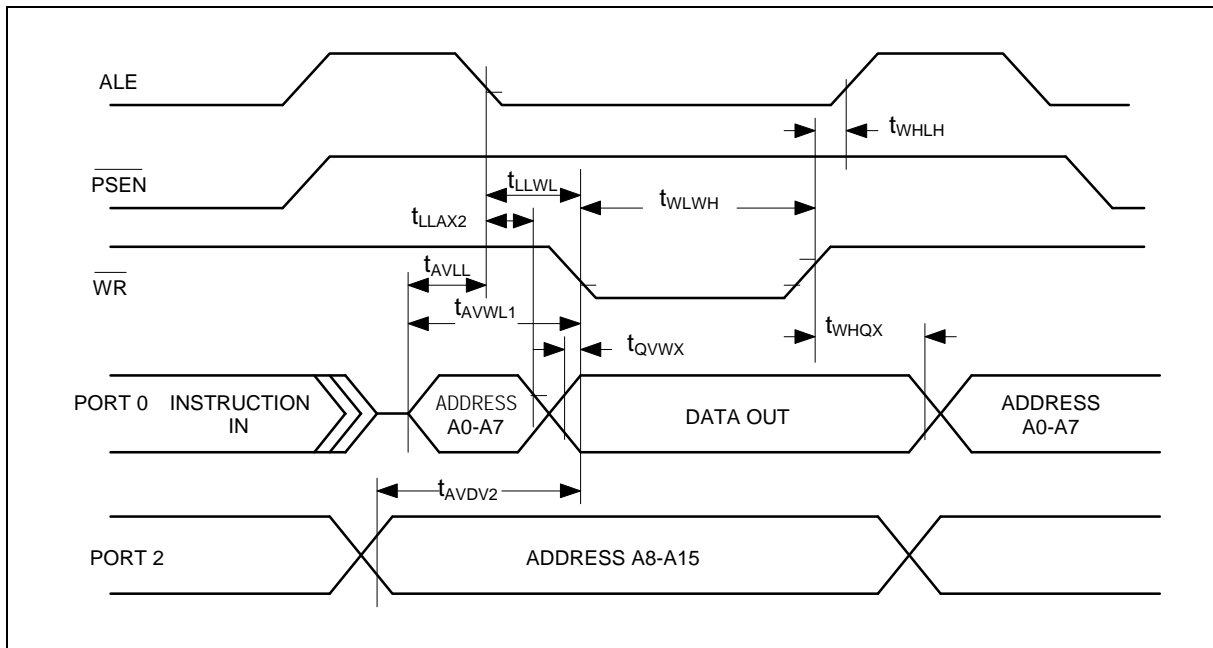 ALE
tWHLH
PSEN
tLLWL
tWLWH
tLLAX2
WR
tAVLL
tAVWL1
tWHQX
tQVWX
PORT 0
INSTRUCTION
IN
ADDRESS
A0-A7
DATA OUT
ADDRESS
A0-A7
tAVDV2
PORT 2
ADDRESS A8-A15